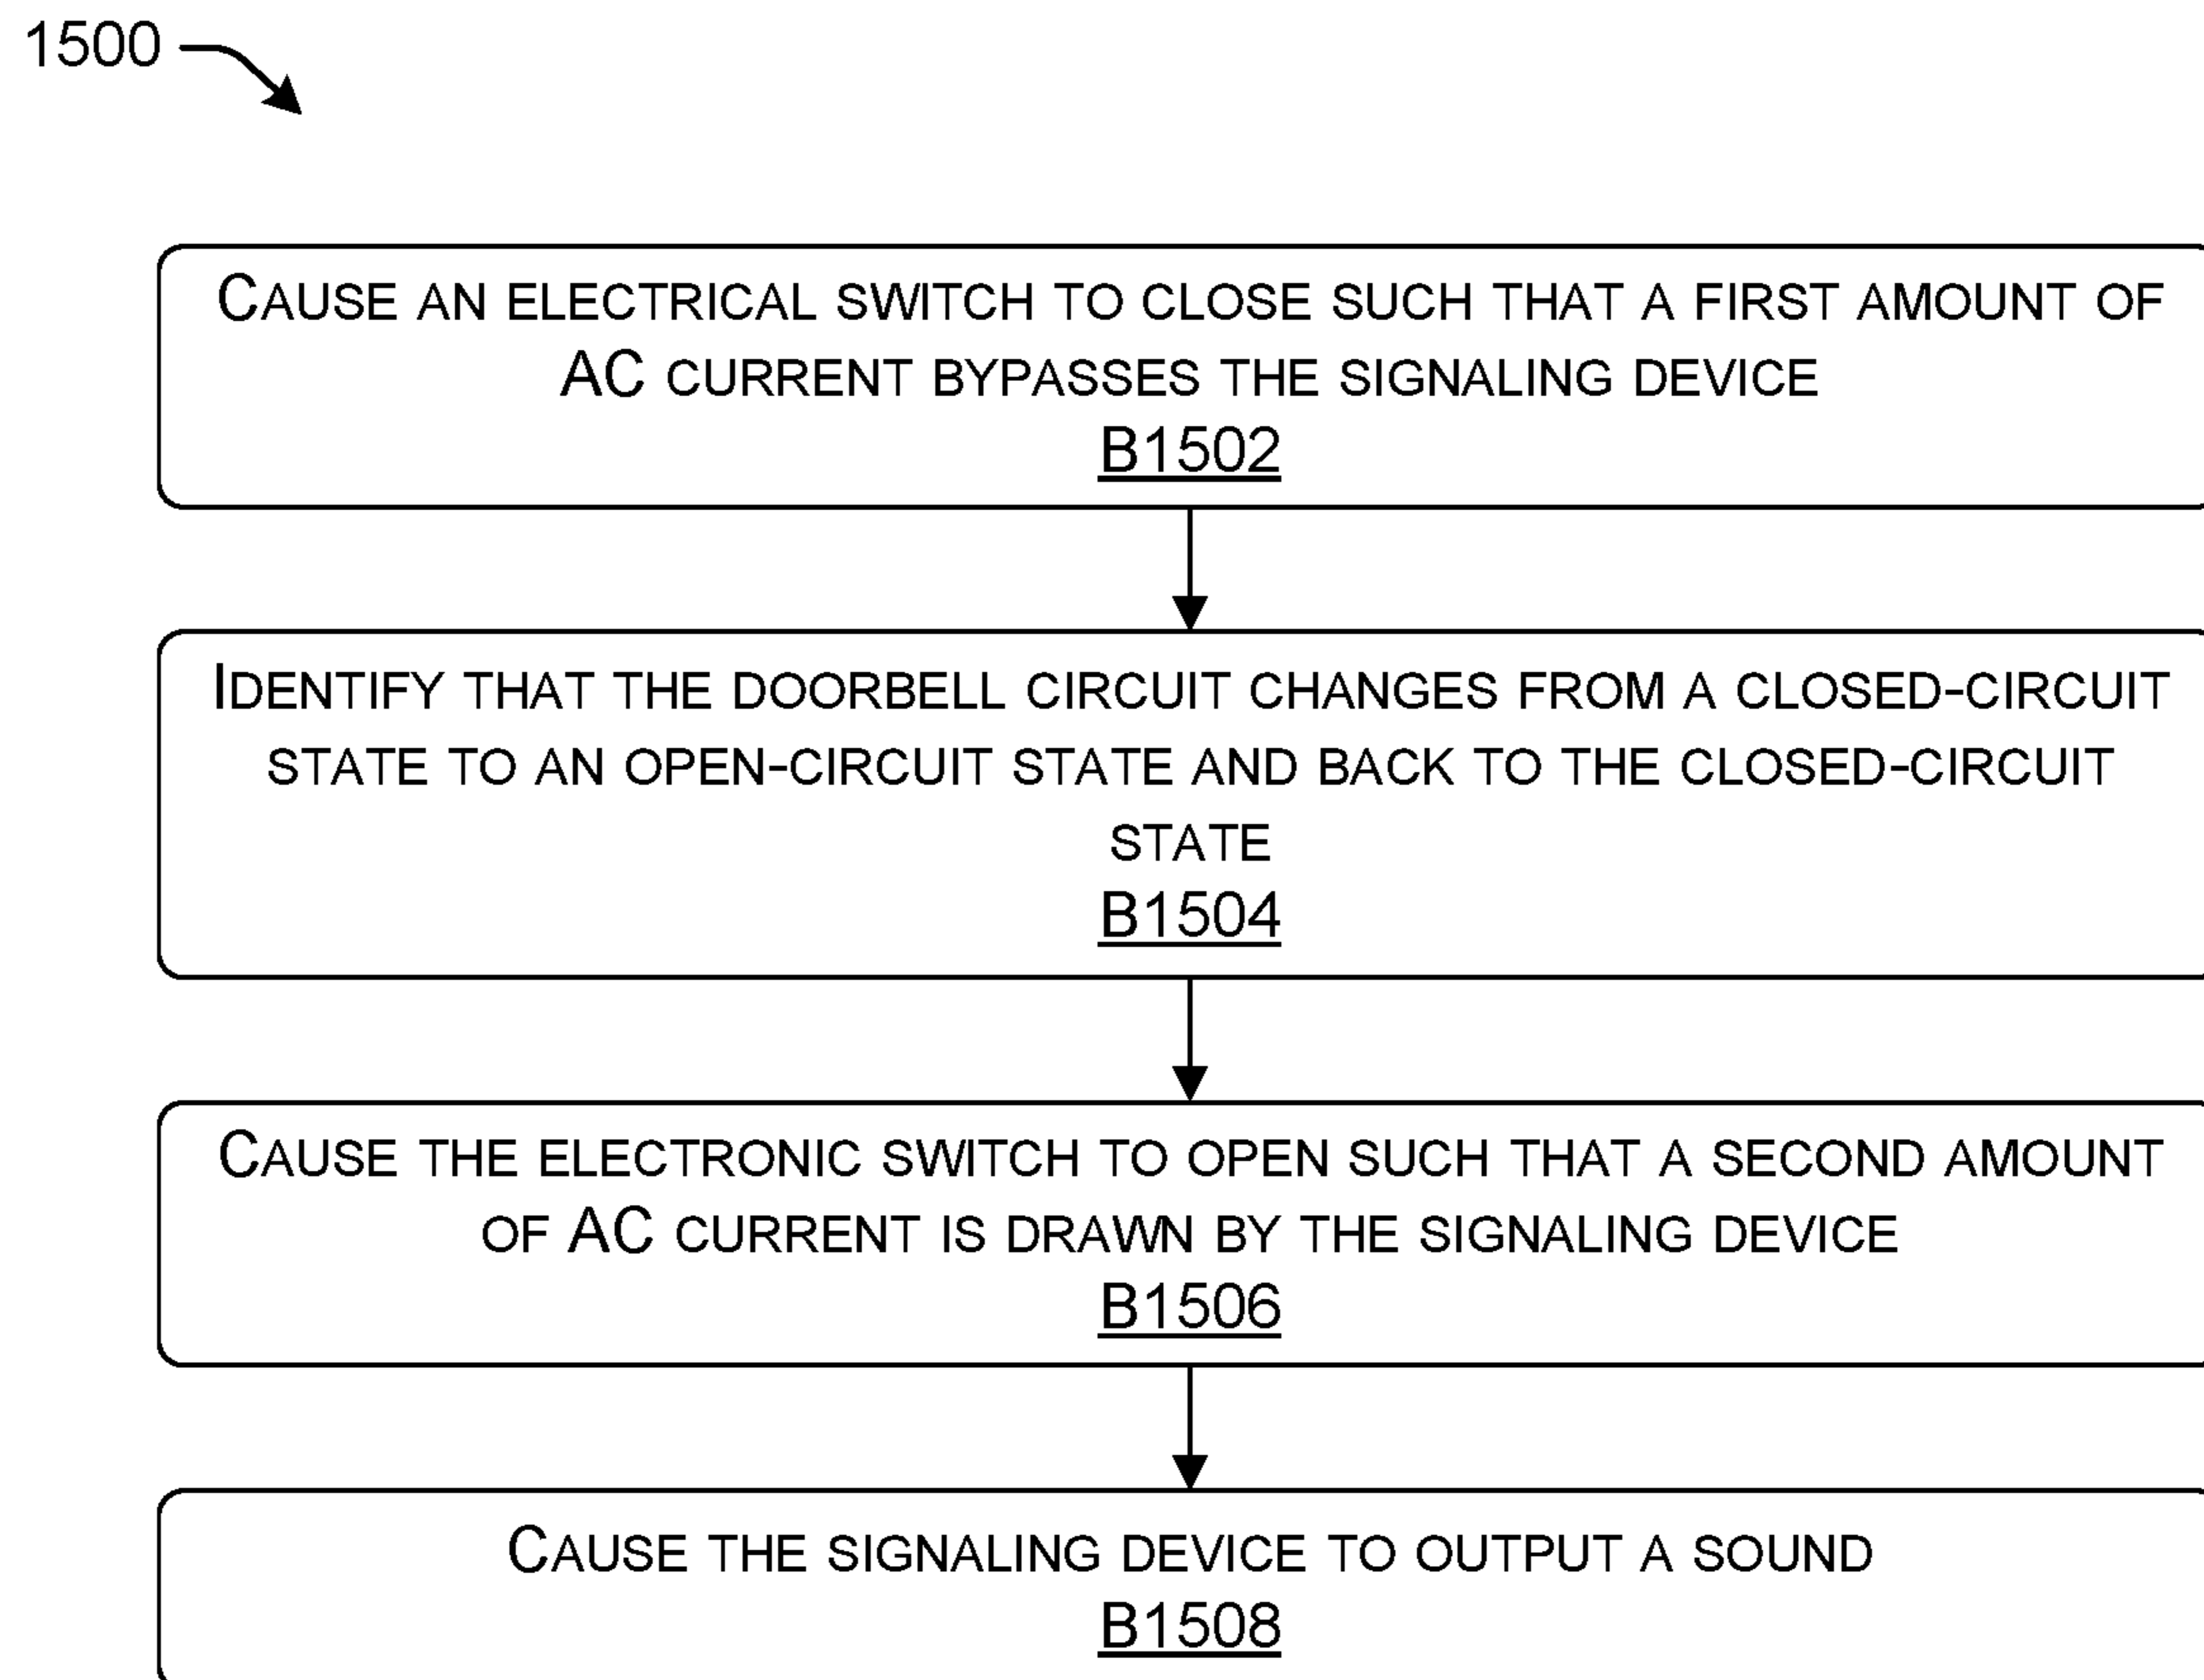 1500
CAUSE AN ELECTRICAL SWITCH TO CLOSE SUCH THAT A FIRST AMOUNT OF
AC CURRENT BYPASSES THE SIGNALING DEVICE
B1502
IDENTIFY THAT THE DOORBELL CIRCUIT CHANGES FROM A CLOSED-CIRCUIT
STATE TO AN OPEN-CIRCUIT STATE AND BACK TO THE CLOSED-CIRCUIT
STATE
B1504
CAUSE THE ELECTRONIC SWITCH TO OPEN SUCH THAT A SECOND AMOUNT
OF AC CURRENT IS DRAWN BY THE SIGNALING DEVICE
B1506
CAUSE THE SIGNALING DEVICE TO OUTPUT A SOUND
B1508